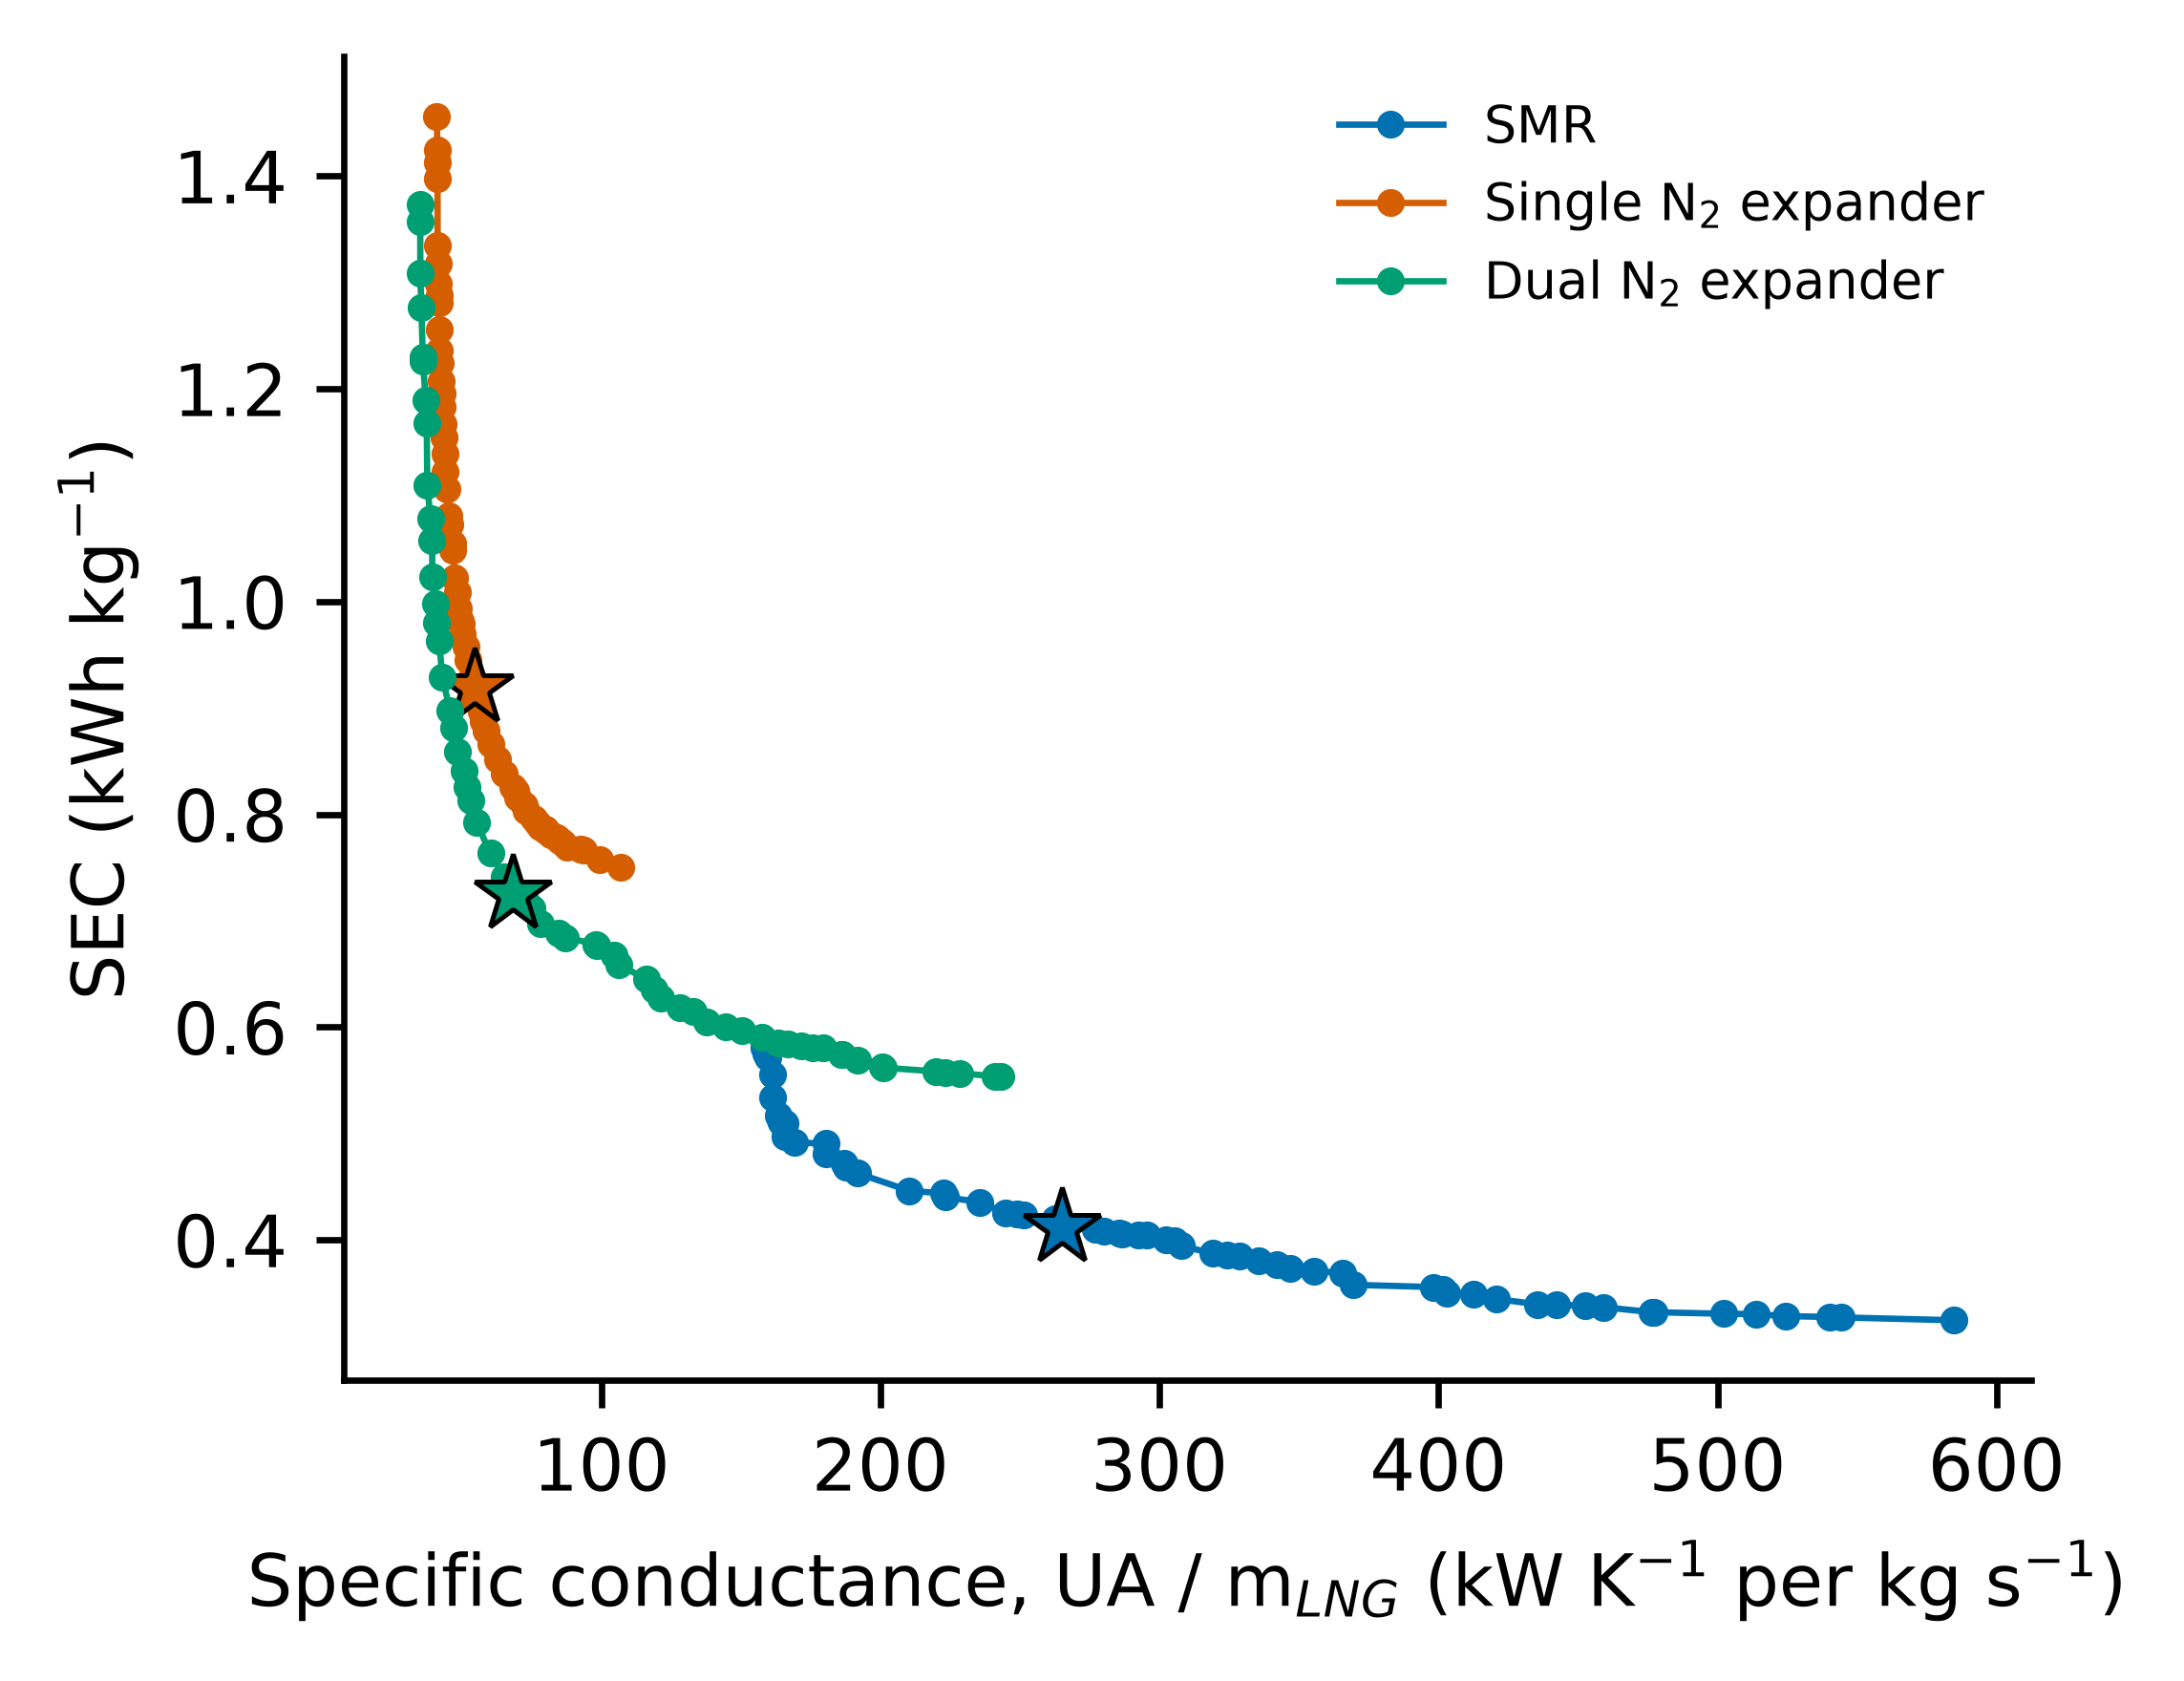 SMR
Single N₂ expander
Dual N₂ expander
1.4
1.2
1.0
0.8
0.6
0.4
SEC (kWh kg⁻¹)
100 200 300 400 500 600
Specific conductance, UA / m_LNG (kW K⁻¹ per kg s⁻¹)